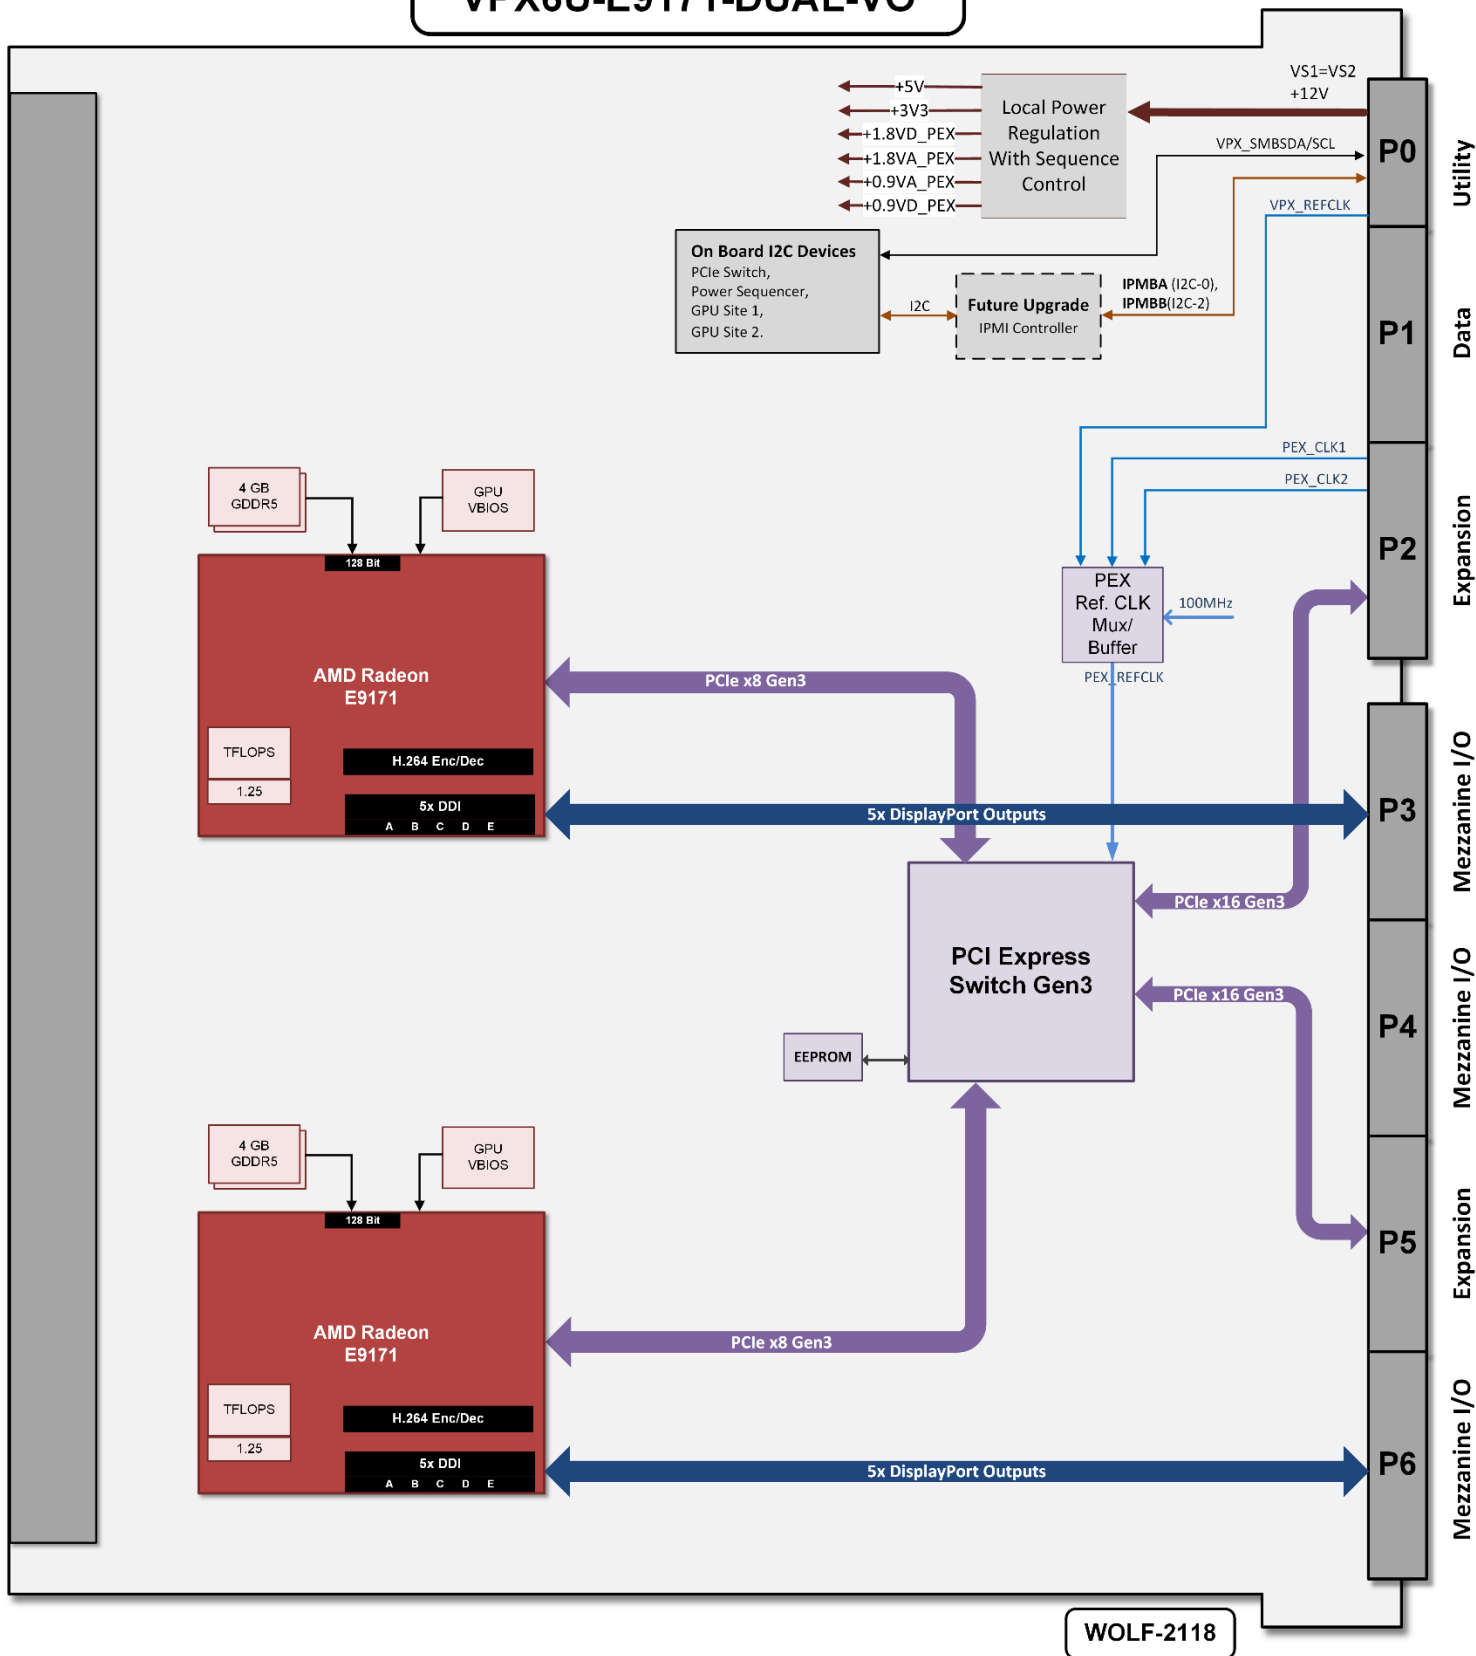 VPX6U-E9171-DUAL-VO
VS1=VS2
+12V
+5V
+3V3
+1.8VD_PEX
+1.8VA_PEX
+0.9VA_PEX
+0.9VD_PEX
Local Power
Regulation
With Sequence
Control
VPX_SMBSDA/SCL
VPX_REFCLK
P0
Utility
On Board I2C Devices
PCIe Switch,
Power Sequencer,
GPU Site 1,
GPU Site 2.
I2C
Future Upgrade
IPMI Controller
IPMBA (I2C-0),
IPMBB(I2C-2)
P1
Data
PEX_CLK1
PEX_CLK2
P2
Expansion
4 GB
GDDR5
GPU
VBIOS
128 Bit
AMD Radeon
E9171
TFLOPS
1.25
H.264 Enc/Dec
5x DDI
A B C D E
PEX
Ref. CLK
Mux/
Buffer
100MHz
PEX_REFCLK
PCIe x8 Gen3
5x DisplayPort Outputs
P3
Mezzanine I/O
PCIe x16 Gen3
PCI Express
Switch Gen3
PCIe x16 Gen3
P4
Mezzanine I/O
EEPROM
4 GB
GDDR5
GPU
VBIOS
128 Bit
AMD Radeon
E9171
TFLOPS
1.25
H.264 Enc/Dec
5x DDI
A B C D E
P5
Expansion
PCIe x8 Gen3
5x DisplayPort Outputs
P6
Mezzanine I/O
WOLF-2118